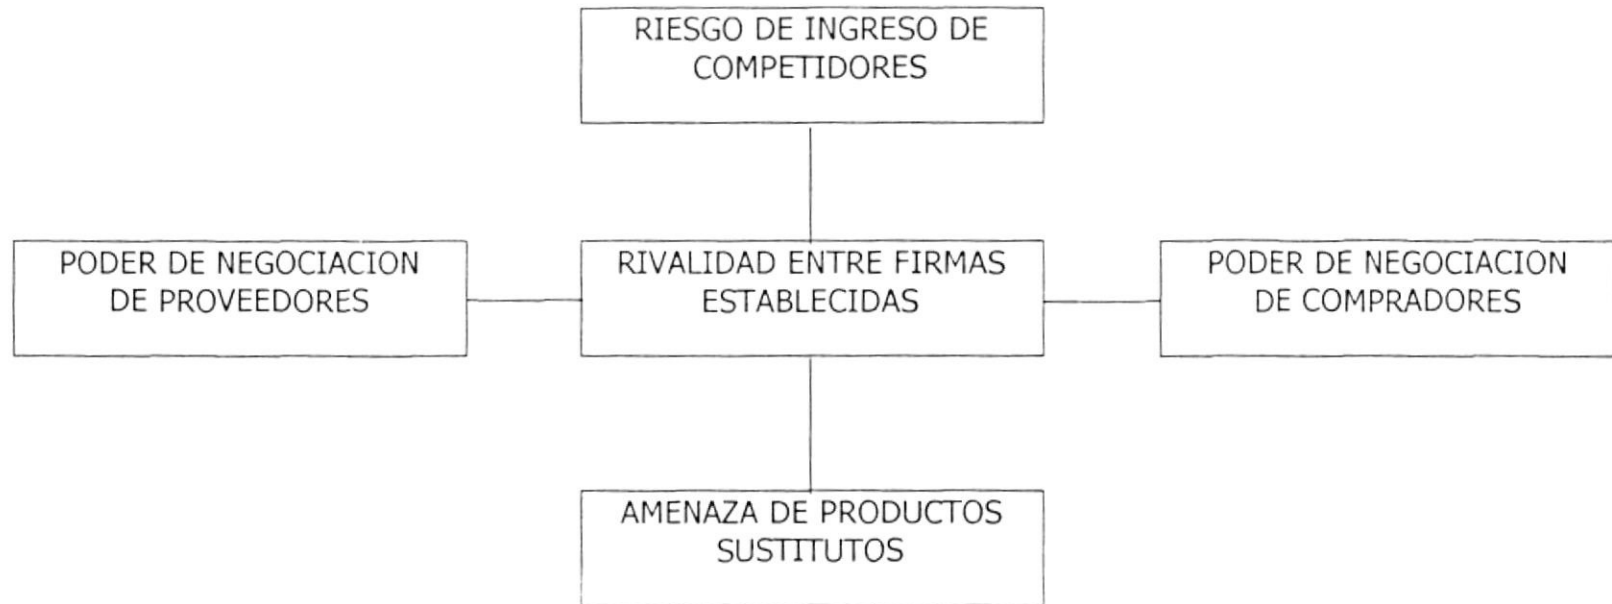 RIESGO DE INGRESO DE
COMPETIDORES
PODER DE NEGOCIACION
DE PROVEEDORES
RIVALIDAD ENTRE FIRMAS
ESTABLECIDAS
PODER DE NEGOCIACION
DE COMPRADORES
AMENAZA DE PRODUCTOS
SUSTITUTOS